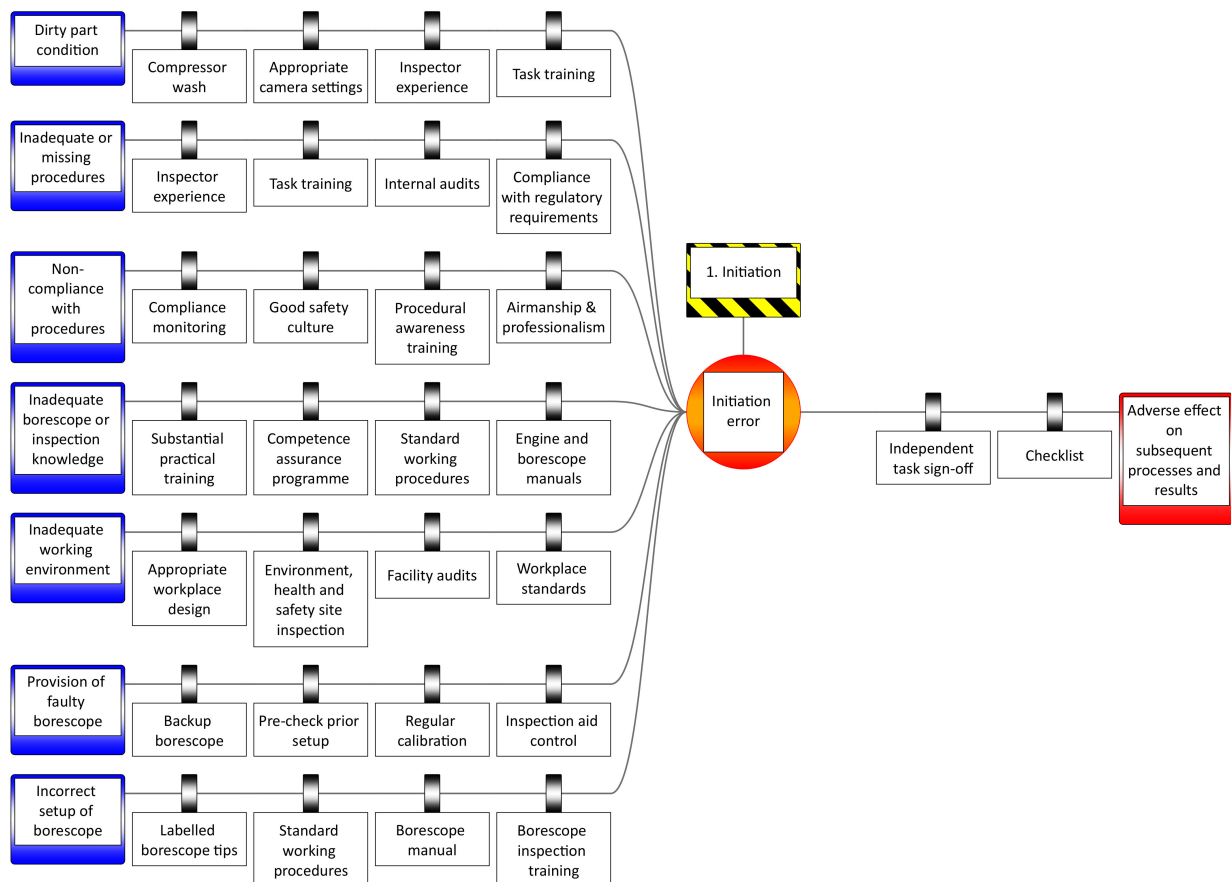 Dirty part
condition
Compressor
wash
Appropriate
camera settings
Inspector
experience
Task training
Inadequate or
missing
procedures
Inspector
experience
Task training
Internal audits
Compliance
with regulatory
requirements
Non-
compliance
with
procedures
Compliance
monitoring
Good safety
culture
Procedural
awareness
training
Airmanship &
professionalism
Inadequate
borescope or
inspection
knowledge
Substantial
practical
training
Competence
assurance
programme
Standard
working
procedures
Engine and
borescope
manuals
Inadequate
working
environment
Appropriate
workplace
design
Environment,
health and
safety site
inspection
Facility audits
Workplace
standards
Provision of
faulty
borescope
Backup
borescope
Pre-check prior
setup
Regular
calibration
Inspection aid
control
Incorrect
setup of
borescope
Labelled
borescope tips
Standard
working
procedures
Borescope
manual
Borescope
inspection
training
1. Initiation
Initiation
error
Independent
task sign-off
Checklist
Adverse effect
on
subsequent
processes and
results